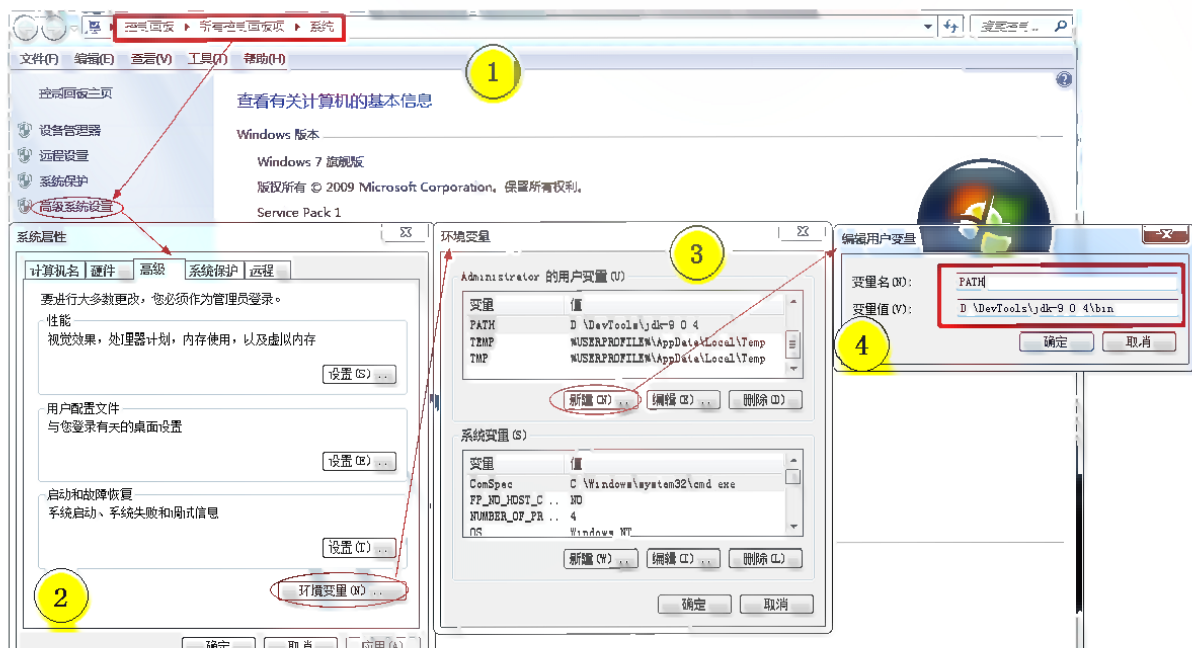 控制面板 ▸ 所有控制面板项 ▸ 系统
文件(F) 编辑(E) 查看(V) 工具(T) 帮助(H)
1
控制面板主页
查看有关计算机的基本信息
设备管理器
Windows 版本
远程设置
Windows 7 旗舰版
系统保护
版权所有 © 2009 Microsoft Corporation。保留所有权利。
高级系统设置
Service Pack 1
系统属性
计算机名 硬件 高级 系统保护 远程
要进行大多数更改，您必须作为管理员登录。
性能
视觉效果，处理器计划，内存使用，以及虚拟内存
设置(S)...
用户配置文件
与您登录有关的桌面设置
设置(E)...
启动和故障恢复
系统启动、系统失败和调试信息
设置(T)...
2
环境变量(N)...
确定 取消 应用(A)
环境变量
3
Administrator 的用户变量(U)
变量 值
PATH D \DevTools\jdk-9 0 4
TEMP %USERPROFILE%\AppData\Local\Temp
TMP %USERPROFILE%\AppData\Local\Temp
新建(N)... 编辑(E)... 删除(D)
系统变量(S)
变量 值
ComSpec C \Windows\system32\cmd exe
FP_NO_HOST_C... NO
NUMBER_OF_PR... 4
OS Windows_NT
新建(W)... 编辑(I)... 删除(L)
确定 取消
编辑用户变量
变量名(N): PATH
变量值(V): D \DevTools\jdk-9 0 4\bin
4
确定 取消